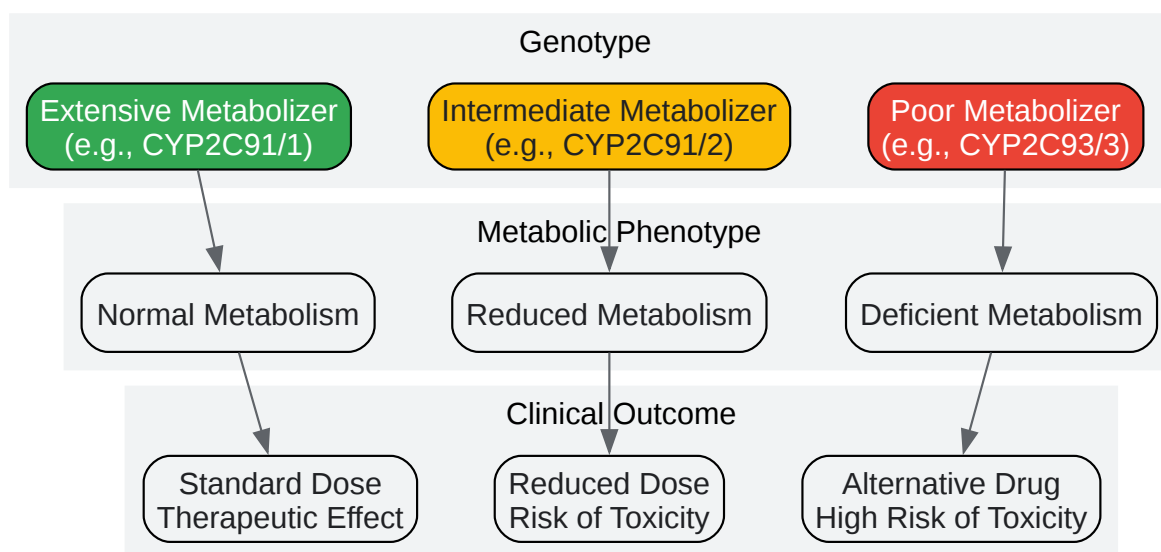 Genotype
Extensive Metabolizer
(e.g., CYP2C91/1)
Intermediate Metabolizer
(e.g., CYP2C91/2)
Poor Metabolizer
(e.g., CYP2C93/3)
Metabolic Phenotype
Normal Metabolism
Reduced Metabolism
Deficient Metabolism
Clinical Outcome
Standard Dose
Therapeutic Effect
Reduced Dose
Risk of Toxicity
Alternative Drug
High Risk of Toxicity